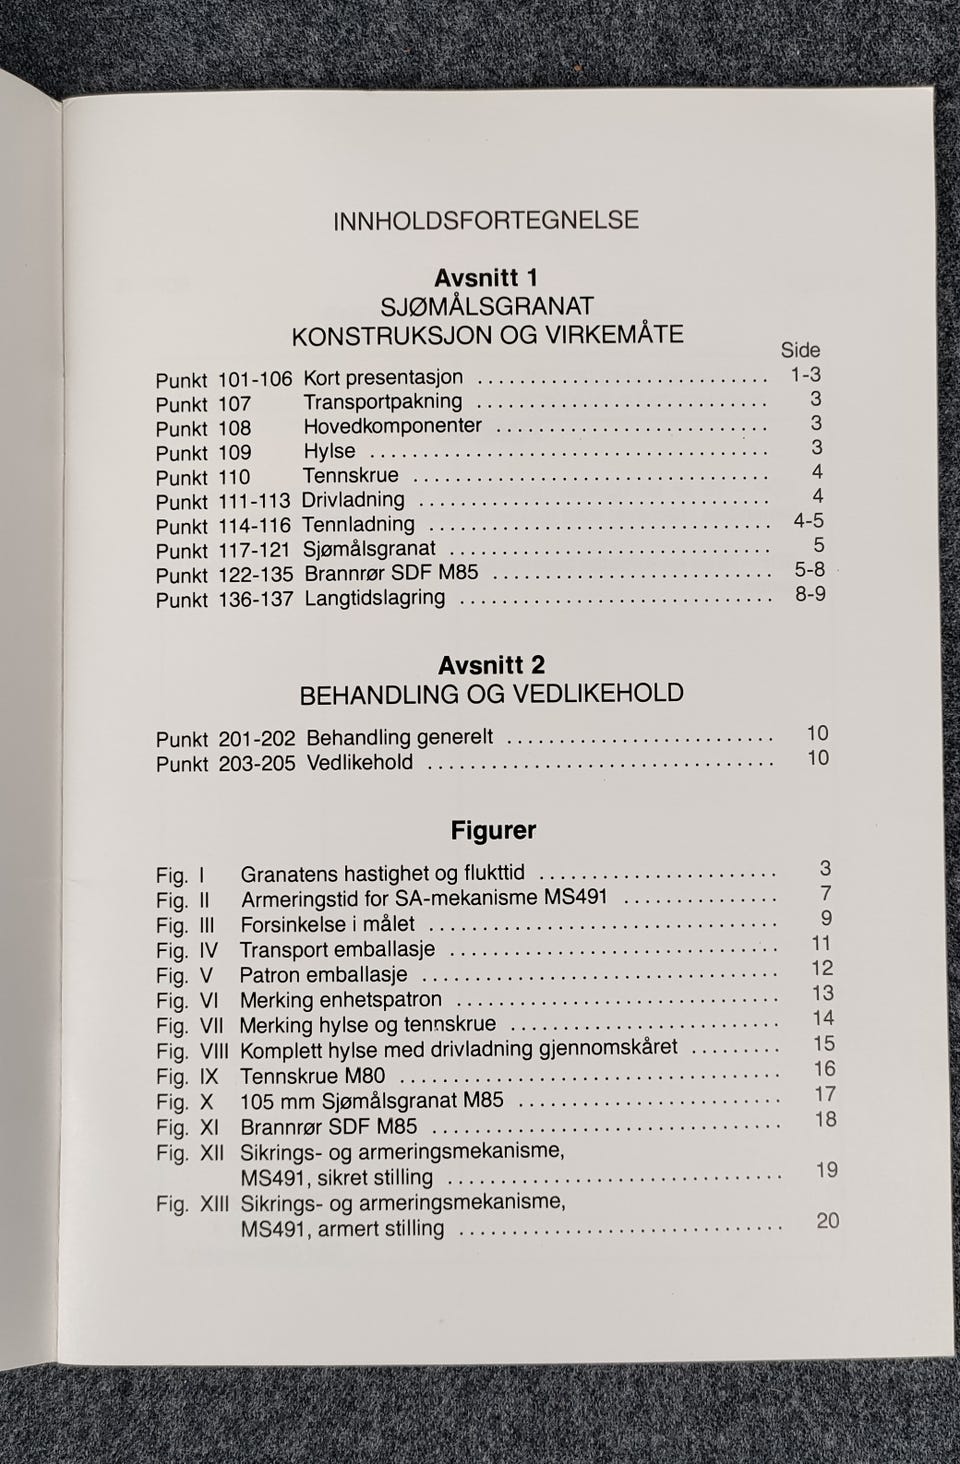 INNHOLDSFORTEGNELSE
Avsnitt 1
SJØMÅLSGRANAT
KONSTRUKSJON OG VIRKEMÅTE
Side
Punkt 101-106 Kort presentasjon ............................ 1-3
Punkt 107 Transportpakning ............................ 3
Punkt 108 Hovedkomponenter .......................... 3
Punkt 109 Hylse ...................................... 3
Punkt 110 Tennskrue .................................. 4
Punkt 111-113 Drivladning .................................. 4
Punkt 114-116 Tennladning ................................. 4-5
Punkt 117-121 Sjømålsgranat ............................... 5
Punkt 122-135 Brannrør SDF M85 ........................... 5-8
Punkt 136-137 Langtidslagring .............................. 8-9
Avsnitt 2
BEHANDLING OG VEDLIKEHOLD
Punkt 201-202 Behandling generelt .......................... 10
Punkt 203-205 Vedlikehold ................................. 10
Figurer
Fig. I Granatens hastighet og flukttid ....................... 3
Fig. II Armeringstid for SA-mekanisme MS491 ............... 7
Fig. III Forsinkelse i målet ................................. 9
Fig. IV Transport emballasje ............................... 11
Fig. V Patron emballasje .................................. 12
Fig. VI Merking enhetspatron ............................... 13
Fig. VII Merking hylse og tennskrue .......................... 14
Fig. VIII Komplett hylse med drivladning gjennomskåret ......... 15
Fig. IX Tennskrue M80 .................................... 16
Fig. X 105 mm Sjømålsgranat M85 ......................... 17
Fig. XI Brannrør SDF M85 ................................. 18
Fig. XII Sikrings- og armeringsmekanisme,
MS491, sikret stilling ................................ 19
Fig. XIII Sikrings- og armeringsmekanisme,
MS491, armert stilling ............................... 20